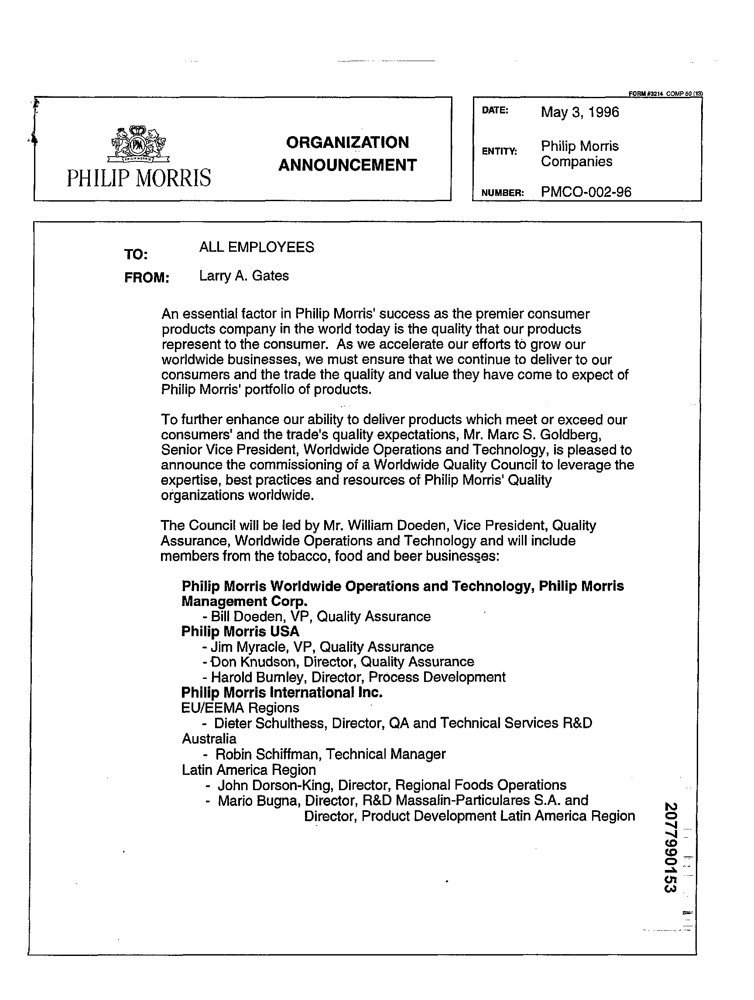 FORM #3214 COMP 50 (1S)
PHILIP MORRIS
ORGANIZATION
ANNOUNCEMENT
DATE: May 3, 1996
ENTITY: Philip Morris
Companies
NUMBER: PMCO-002-96
TO: ALL EMPLOYEES
FROM: Larry A. Gates
An essential factor in Philip Morris' success as the premier consumer
products company in the world today is the quality that our products
represent to the consumer. As we accelerate our efforts to grow our
worldwide businesses, we must ensure that we continue to deliver to our
consumers and the trade the quality and value they have come to expect of
Philip Morris' portfolio of products.
To further enhance our ability to deliver products which meet or exceed our
consumers' and the trade's quality expectations, Mr. Marc S. Goldberg,
Senior Vice President, Worldwide Operations and Technology, is pleased to
announce the commissioning of a Worldwide Quality Council to leverage the
expertise, best practices and resources of Philip Morris' Quality
organizations worldwide.
The Council will be led by Mr. William Doeden, Vice President, Quality
Assurance, Worldwide Operations and Technology and will include
members from the tobacco, food and beer businesses:
Philip Morris Worldwide Operations and Technology, Philip Morris
Management Corp.
- Bill Doeden, VP, Quality Assurance
Philip Morris USA
- Jim Myracle, VP, Quality Assurance
- Don Knudson, Director, Quality Assurance
- Harold Burnley, Director, Process Development
Philip Morris International Inc.
EU/EEMA Regions
- Dieter Schulthess, Director, QA and Technical Services R&D
Australia
- Robin Schiffman, Technical Manager
Latin America Region
- John Dorson-King, Director, Regional Foods Operations
- Mario Bugna, Director, R&D Massalin-Particulares S.A. and
Director, Product Development Latin America Region
2077990153